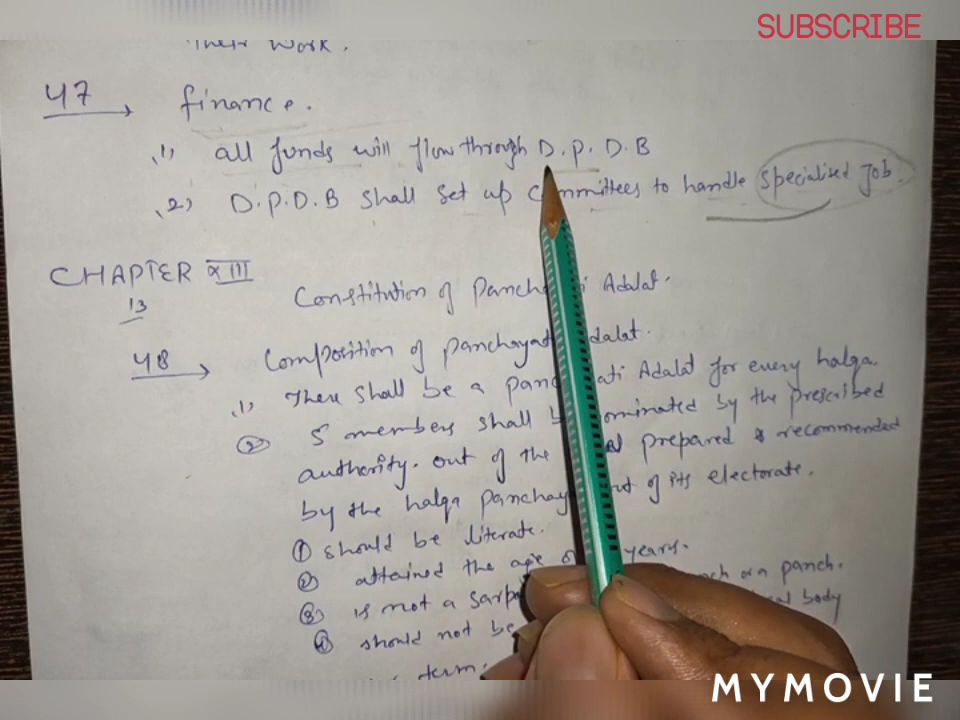 SUBSCRIBE
Their work.
47 → finance.
(1) all funds will flow through D.P.D.B
(2) D.P.D.B shall set up committees to handle specialised job.
CHAPTER XIII
13
Constitution of Pancha i Adalat.
48 → Composition of panchayat dalat.
(1) There shall be a panc ati Adalat for every halqa.
(2) 5 members shall b ominated by the prescribed
authority. out of the prepared & recommended
by the halqa panchay ut of its electorate.
(1) should be literate.
(2) attained the age o years.
(3) is not a sarp nch or a panch.
(4) should not be body
term.
MYMOVIE